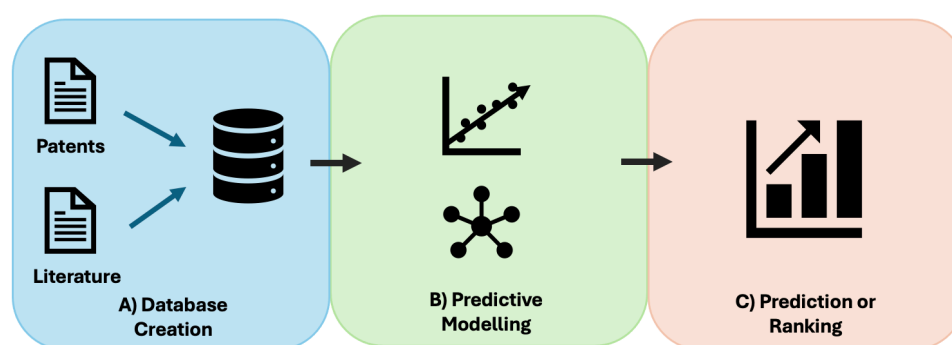 Patents
Literature
A) Database
Creation
B) Predictive
Modelling
C) Prediction or
Ranking